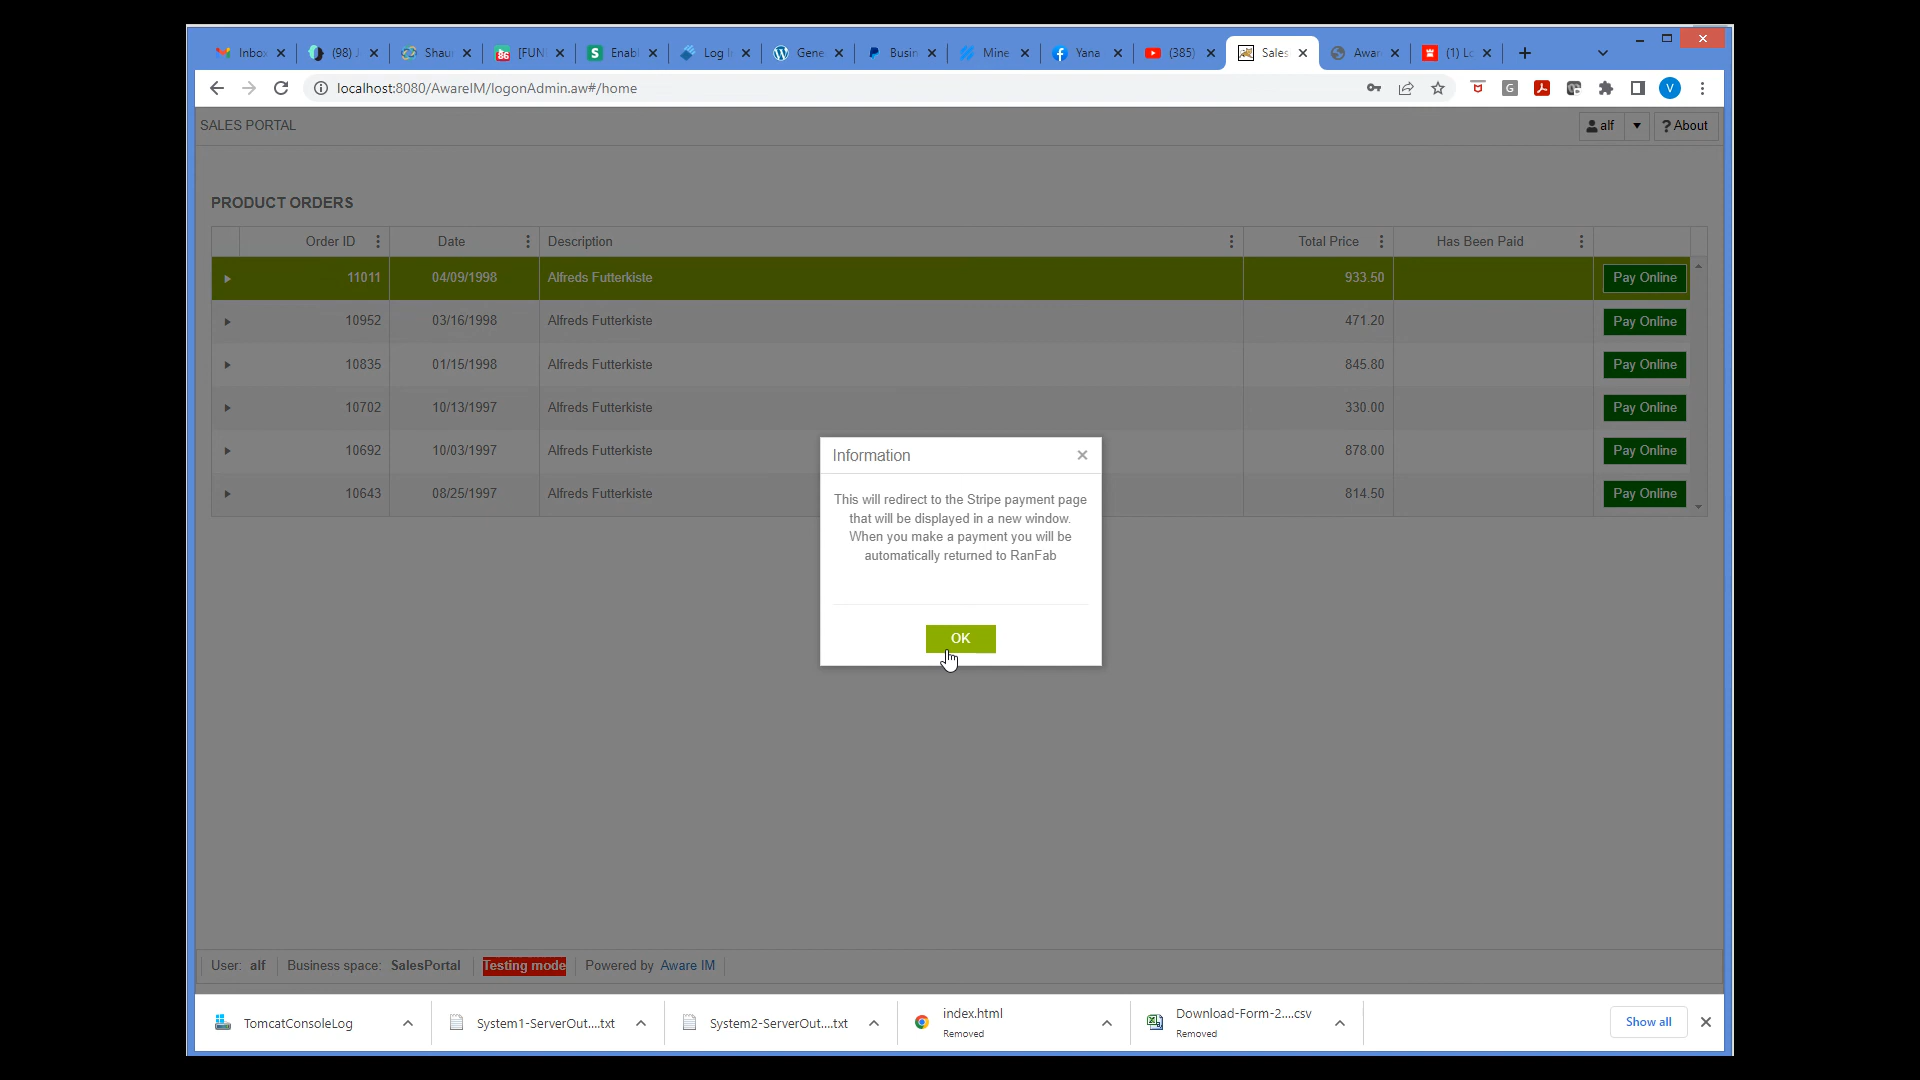 Inbox
(98) J
Shaun
[FUN
Enabl
Log I
Gene
Busin
Mine
Yana
(385)
Sales
Awar
(1) Lo
localhost:8080/AwareIM/logonAdmin.aw#/home
G
V
SALES PORTAL
alf
? About
PRODUCT ORDERS
Order ID Date Description Total Price Has Been Paid
11011 04/09/1998 Alfreds Futterkiste 933.50 Pay Online
10952 03/16/1998 Alfreds Futterkiste 471.20 Pay Online
10835 01/15/1998 Alfreds Futterkiste 845.80 Pay Online
10702 10/13/1997 Alfreds Futterkiste 330.00 Pay Online
10692 10/03/1997 Alfreds Futterkiste 878.00 Pay Online
10643 08/25/1997 Alfreds Futterkiste 814.50 Pay Online
Information
This will redirect to the Stripe payment page
that will be displayed in a new window.
When you make a payment you will be
automatically returned to RanFab
OK
User: alf Business space: SalesPortal Testing mode Powered by Aware IM
TomcatConsoleLog
System1-ServerOut....txt
System2-ServerOut....txt
index.html
Removed
Download-Form-2....csv
Removed
Show all